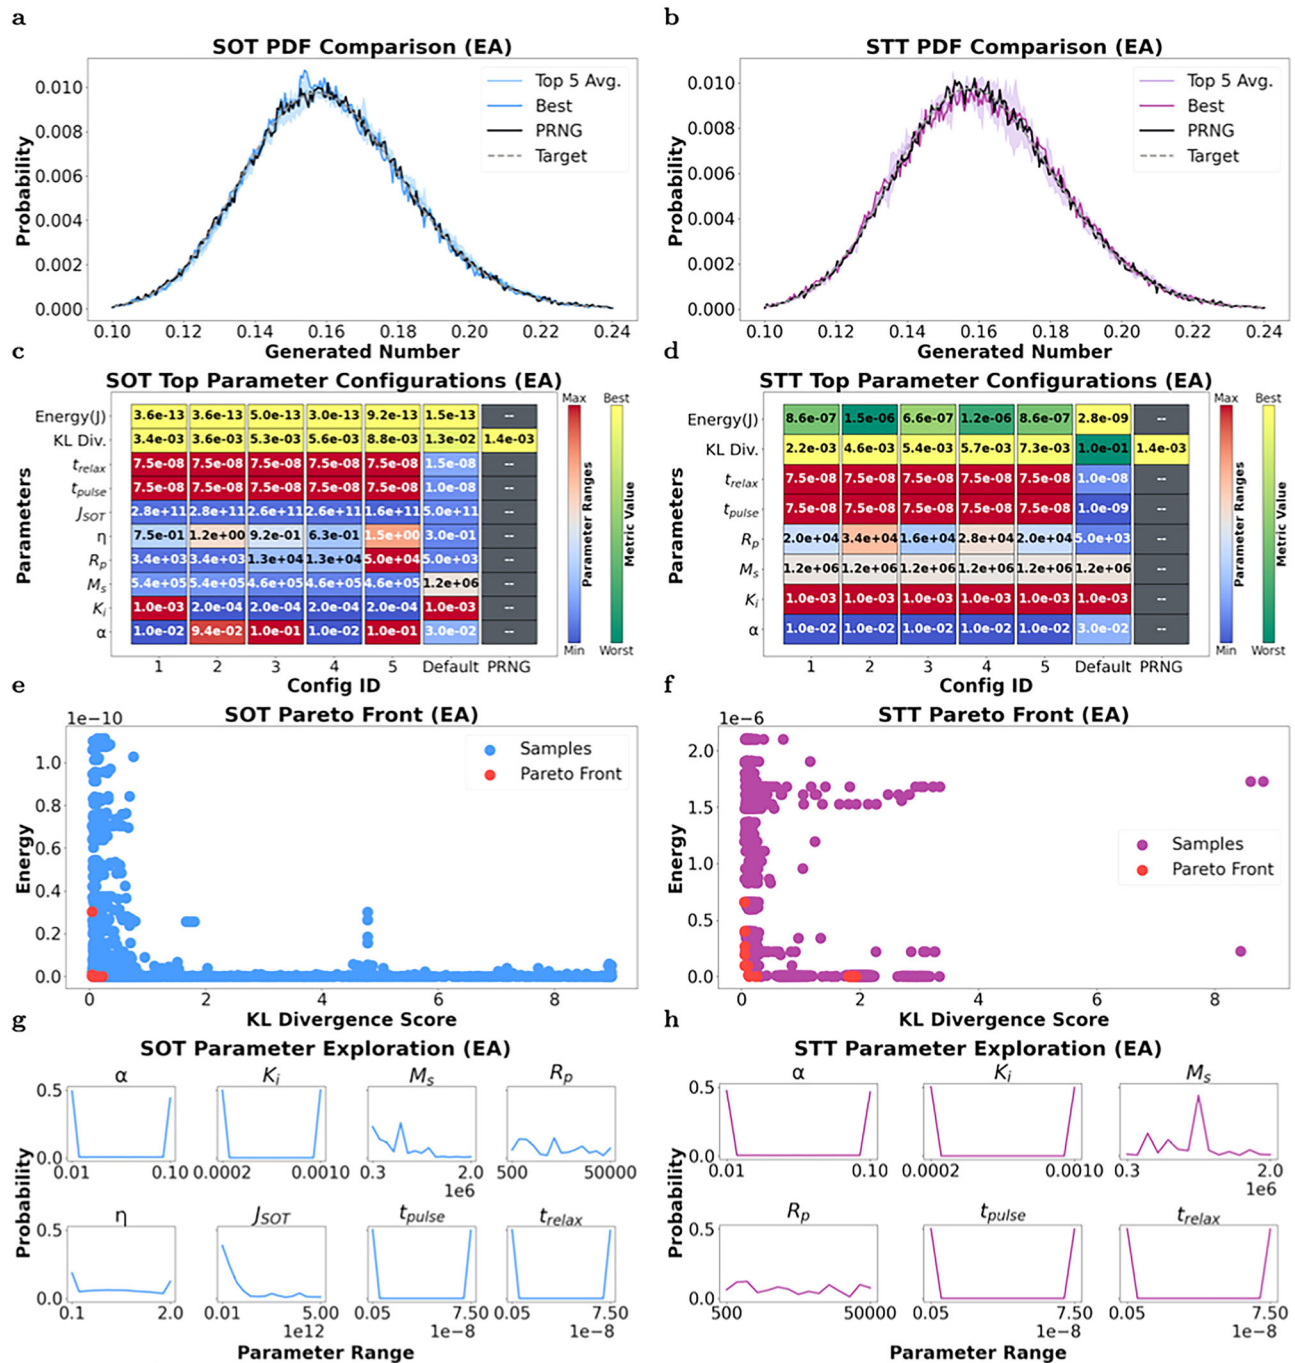 a
SOT PDF Comparison (EA)
Probability
0.010
0.008
0.006
0.004
0.002
0.000
Top 5 Avg.
Best
PRNG
Target
0.10 0.12 0.14 0.16 0.18 0.20 0.22 0.24
Generated Number
b
STT PDF Comparison (EA)
Probability
0.010
0.008
0.006
0.004
0.002
0.000
Top 5 Avg.
Best
PRNG
Target
0.10 0.12 0.14 0.16 0.18 0.20 0.22 0.24
Generated Number
c
SOT Top Parameter Configurations (EA)
Parameters
Energy(J) 3.6e-13 3.6e-13 5.0e-13 3.0e-13 9.2e-13 1.5e-13 --
KL Div. 3.4e-03 3.6e-03 5.3e-03 5.6e-03 8.8e-03 1.3e-02 1.4e-03
t_relax 7.5e-08 7.5e-08 7.5e-08 7.5e-08 7.5e-08 1.5e-08 --
t_pulse 7.5e-08 7.5e-08 7.5e-08 7.5e-08 7.5e-08 1.0e-08 --
J_SOT 2.8e+11 2.8e+11 2.6e+11 2.6e+11 1.6e+11 5.0e+11 --
η 7.5e-01 1.2e+00 9.2e-01 6.3e-01 1.5e+00 3.0e-01 --
R_p 3.4e+03 3.4e+03 1.3e+04 1.3e+04 5.0e+04 5.0e+03 --
M_s 5.4e+05 5.4e+05 4.6e+05 4.6e+05 4.6e+05 1.2e+06 --
K_i 1.0e-03 2.0e-04 2.0e-04 2.0e-04 2.0e-04 1.0e-03 --
α 1.0e-02 9.4e-02 1.0e-01 1.0e-02 1.0e-01 3.0e-02 --
1 2 3 4 5 Default PRNG
Config ID
Max
Parameter Ranges
Min
Best
Metric Value
Worst
d
STT Top Parameter Configurations (EA)
Parameters
Energy(J) 8.6e-07 1.5e-06 6.6e-07 1.2e-06 8.6e-07 2.8e-09 --
KL Div. 2.2e-03 4.6e-03 5.4e-03 5.7e-03 7.3e-03 1.0e-01 1.4e-03
t_relax 7.5e-08 7.5e-08 7.5e-08 7.5e-08 7.5e-08 1.0e-08 --
t_pulse 7.5e-08 7.5e-08 7.5e-08 7.5e-08 7.5e-08 1.0e-09 --
R_p 2.0e+04 3.4e+04 1.6e+04 2.8e+04 2.0e+04 5.0e+03 --
M_s 1.2e+06 1.2e+06 1.2e+06 1.2e+06 1.2e+06 1.2e+06 --
K_i 1.0e-03 1.0e-03 1.0e-03 1.0e-03 1.0e-03 1.0e-03 --
α 1.0e-02 1.0e-02 1.0e-02 1.0e-02 1.0e-02 3.0e-02 --
1 2 3 4 5 Default PRNG
Config ID
Max
Parameter Ranges
Min
Best
Metric Value
Worst
e
SOT Pareto Front (EA)
1e−10
Energy
1.0
0.8
0.6
0.4
0.2
0.0
Samples
Pareto Front
0 2 4 6 8
KL Divergence Score
f
STT Pareto Front (EA)
1e−6
Energy
2.0
1.5
1.0
0.5
0.0
Samples
Pareto Front
0 2 4 6 8
KL Divergence Score
g
SOT Parameter Exploration (EA)
Probability
α K_i M_s R_p
0.5
0.0
0.01 0.10 0.0002 0.0010 0.3 2.0 500 50000
1e6
η J_SOT t_pulse t_relax
0.5
0.0
0.1 2.0 0.01 5.00 0.05 7.50 0.05 7.50
1e12 1e−8 1e−8
Parameter Range
h
STT Parameter Exploration (EA)
Probability
α K_i M_s
0.5
0.0
0.01 0.10 0.0002 0.0010 0.3 2.0
1e6
R_p t_pulse t_relax
0.5
0.0
500 50000 0.05 7.50 0.05 7.50
1e−8 1e−8
Parameter Range